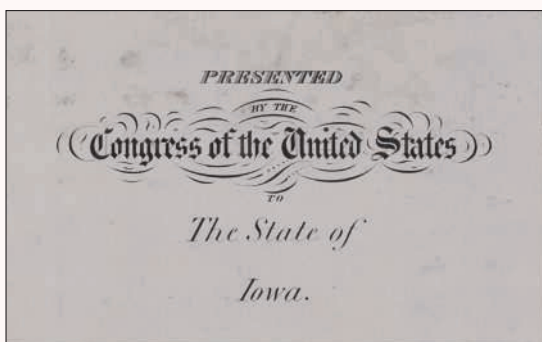 PRESENTED
BY THE
Congress of the United States
TO
The State of
Iowa.